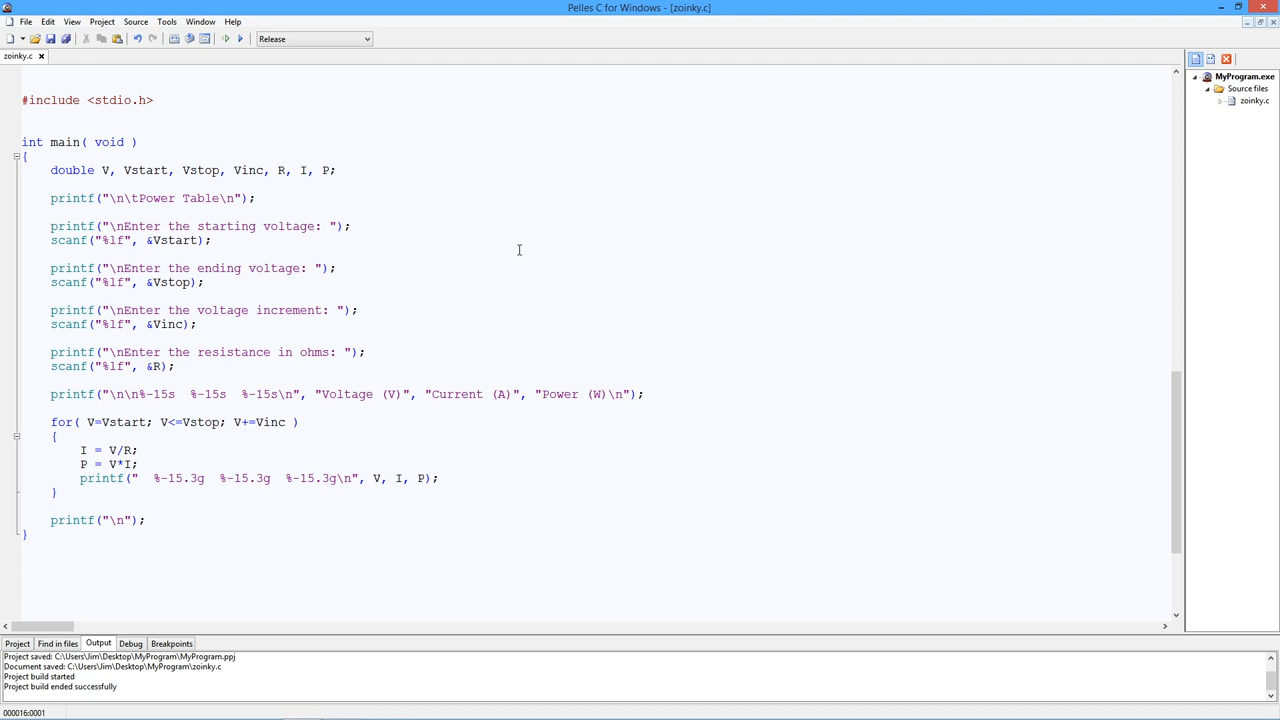 Pelles C for Windows - [zoinky.c]
File Edit View Project Source Tools Window Help
Release
zoinky.c
#include <stdio.h>
int main( void )
{
double V, Vstart, Vstop, Vinc, R, I, P;
printf("\n\tPower Table\n");
printf("\nEnter the starting voltage: ");
scanf("%lf", &Vstart);
printf("\nEnter the ending voltage: ");
scanf("%lf", &Vstop);
printf("\nEnter the voltage increment: ");
scanf("%lf", &Vinc);
printf("\nEnter the resistance in ohms: ");
scanf("%lf", &R);
printf("\n\n%-15s  %-15s  %-15s\n", "Voltage (V)", "Current (A)", "Power (W)\n");
for( V=Vstart; V<=Vstop; V+=Vinc )
{
I = V/R;
P = V*I;
printf("  %-15.3g  %-15.3g  %-15.3g\n", V, I, P);
}
printf("\n");
}
MyProgram.exe
Source files
zoinky.c
Project Find in files Output Debug Breakpoints
Project saved: C:\Users\Jim\Desktop\MyProgram\MyProgram.ppj
Document saved: C:\Users\Jim\Desktop\MyProgram\zoinky.c
Project build started
Project build ended successfully
000016:0001